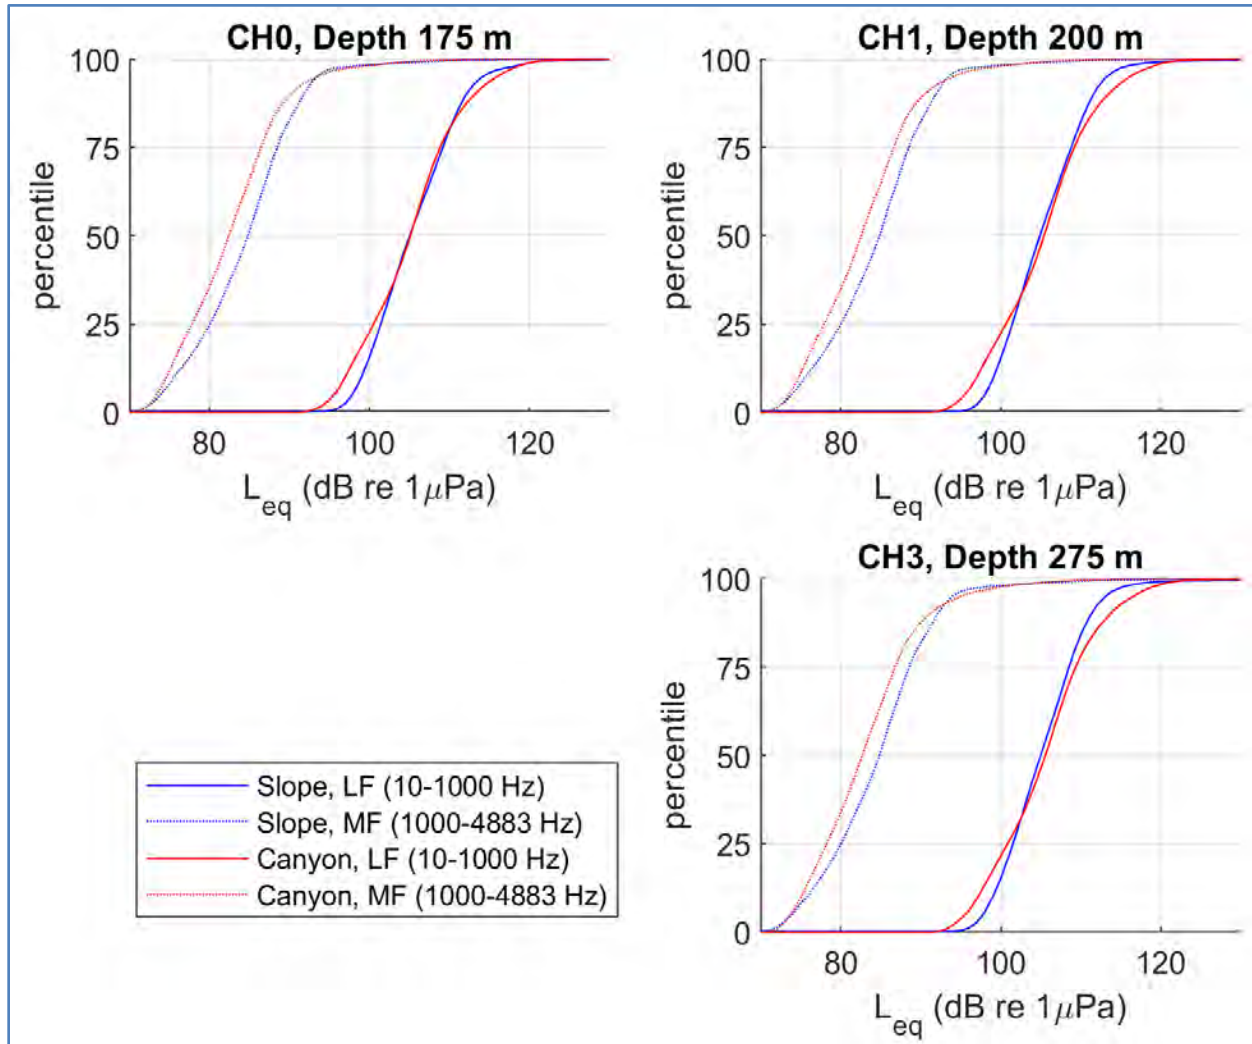 CH0, Depth 175 m
100
75
50
25
0
percentile
80 100 120
L_eq (dB re 1μPa)
CH1, Depth 200 m
100
75
50
25
0
percentile
80 100 120
L_eq (dB re 1μPa)
CH3, Depth 275 m
100
75
50
25
0
percentile
80 100 120
L_eq (dB re 1μPa)
Slope, LF (10-1000 Hz)
Slope, MF (1000-4883 Hz)
Canyon, LF (10-1000 Hz)
Canyon, MF (1000-4883 Hz)